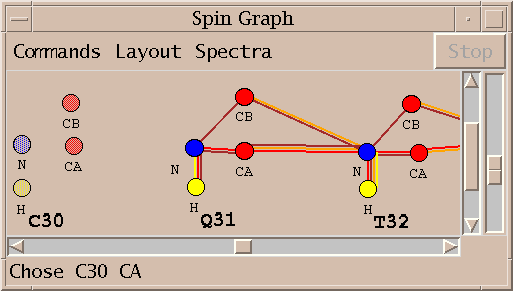 Spin Graph
Commands Layout Spectra Stop
CB CB CB
N CA N CA N CA
H H H
C30 Q31 T32
Chose C30 CA